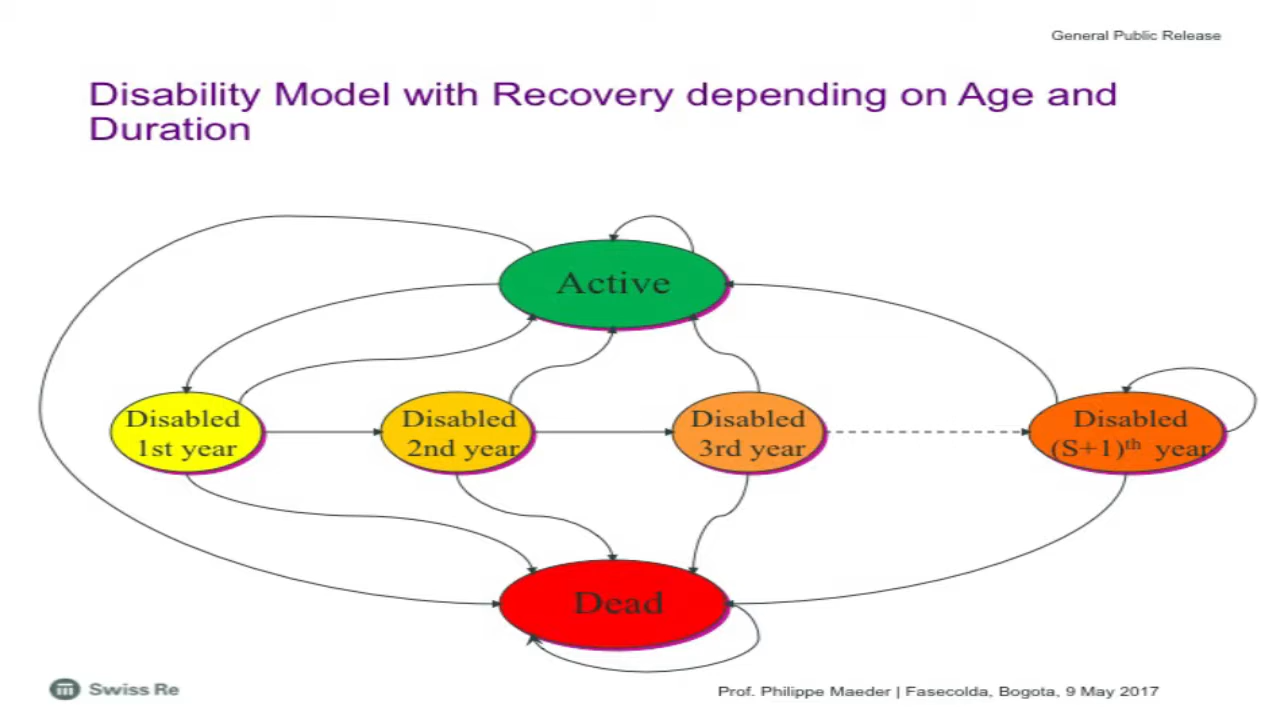 General Public Release
Disability Model with Recovery depending on Age and
Duration
Active
Disabled
1st year
Disabled
2nd year
Disabled
3rd year
Disabled
(S+1)th year
Dead
Swiss Re
Prof. Philippe Maeder | Fasecolda, Bogota, 9 May 2017